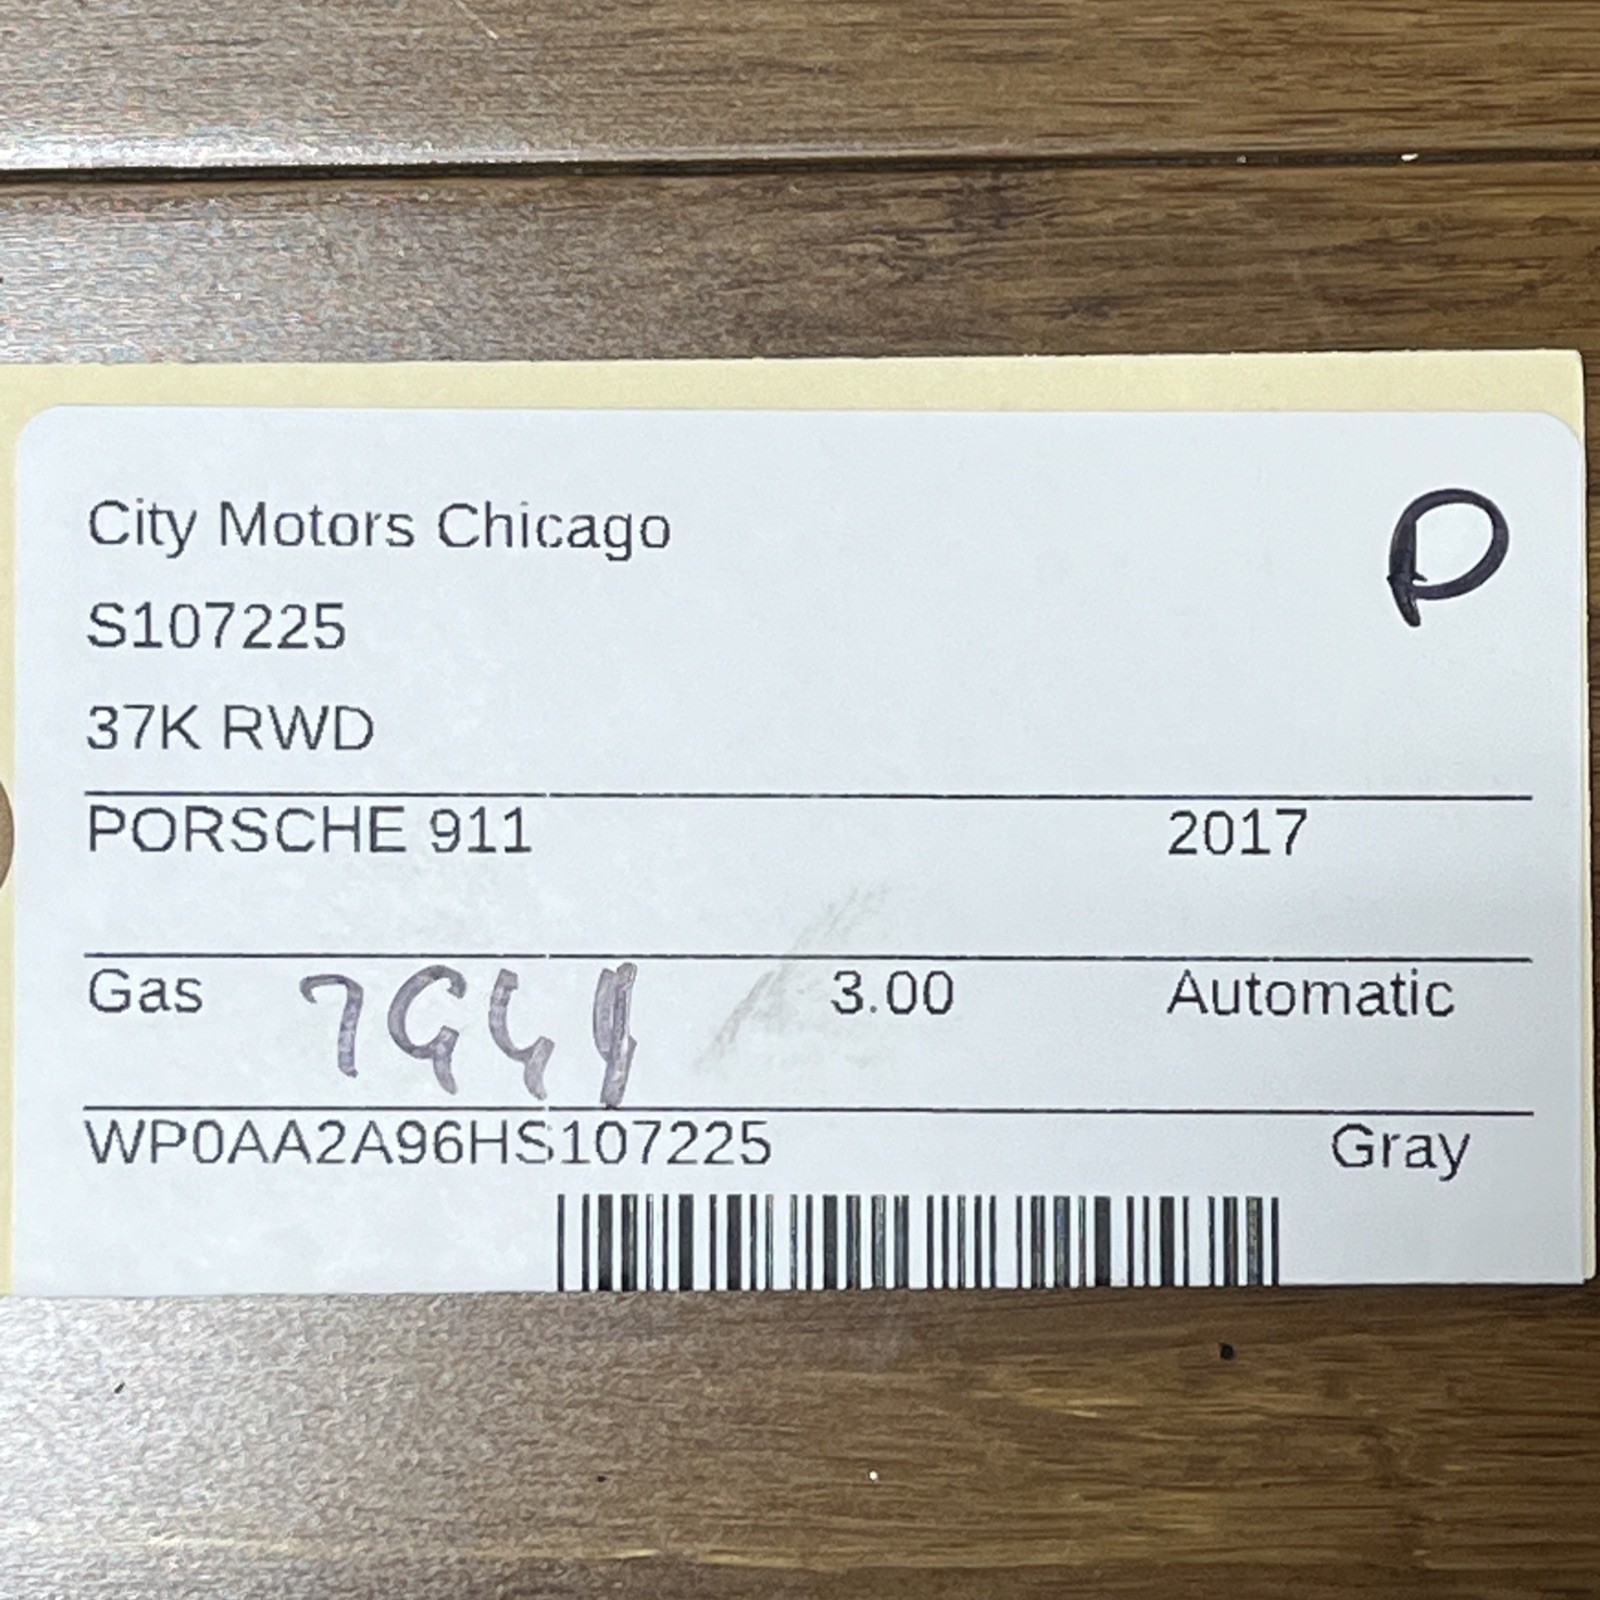 City Motors Chicago
P
S107225
37K RWD
PORSCHE 911 2017
Gas 3.00 Automatic
WP0AA2A96HS107225 Gray